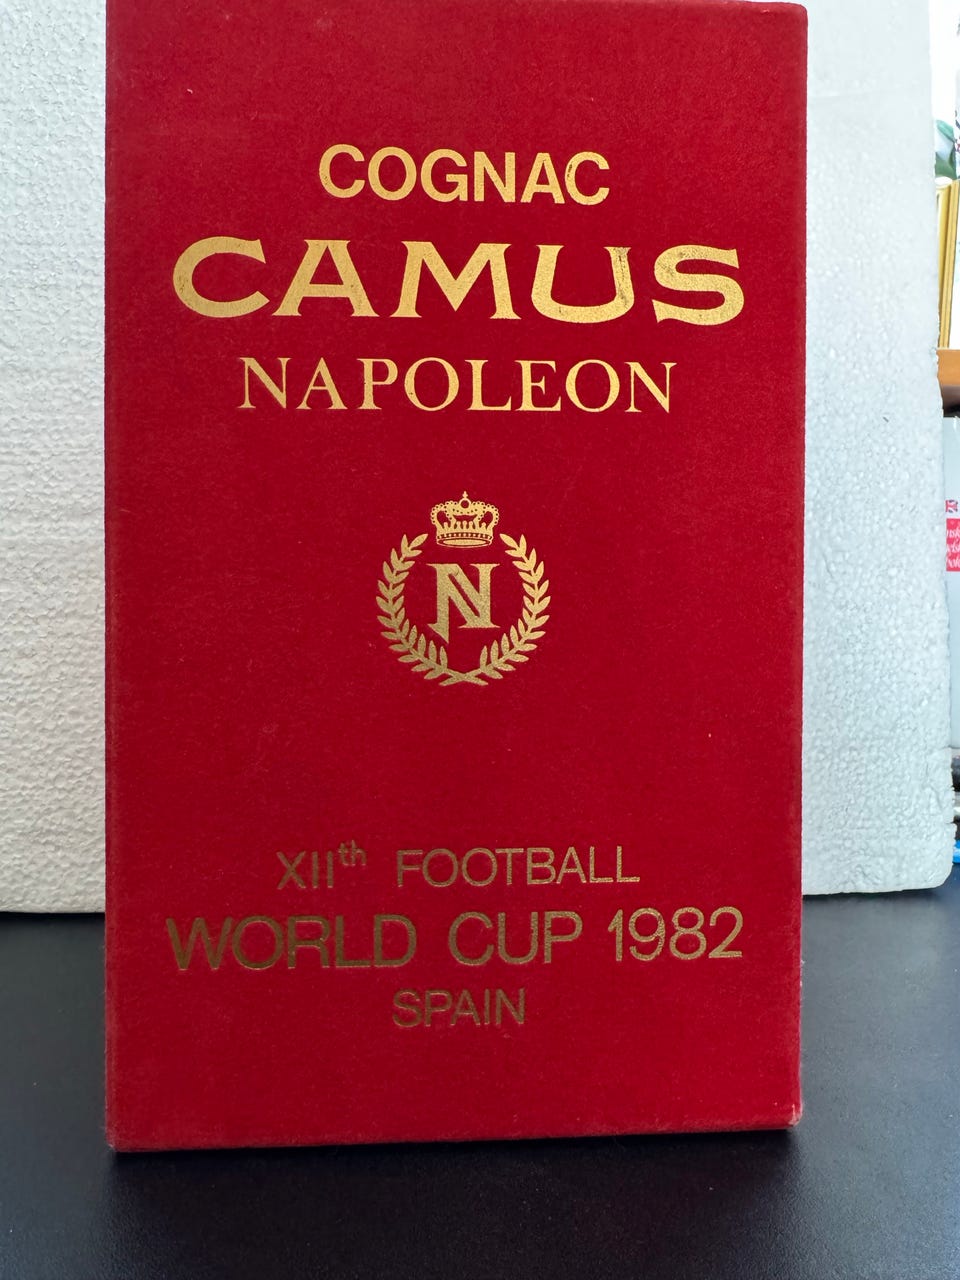 COGNAC
CAMUS
NAPOLEON
N
XIIth FOOTBALL
WORLD CUP 1982
SPAIN